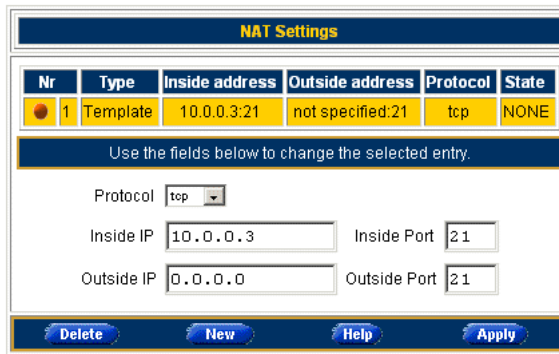 NAT Settings
Nr Type Inside address Outside address Protocol State
1 Template 10.0.0.3:21 not specified:21 tcp NONE
Use the fields below to change the selected entry.
Protocol tcp
Inside IP 10.0.0.3 Inside Port 21
Outside IP 0.0.0.0 Outside Port 21
Delete New Help Apply